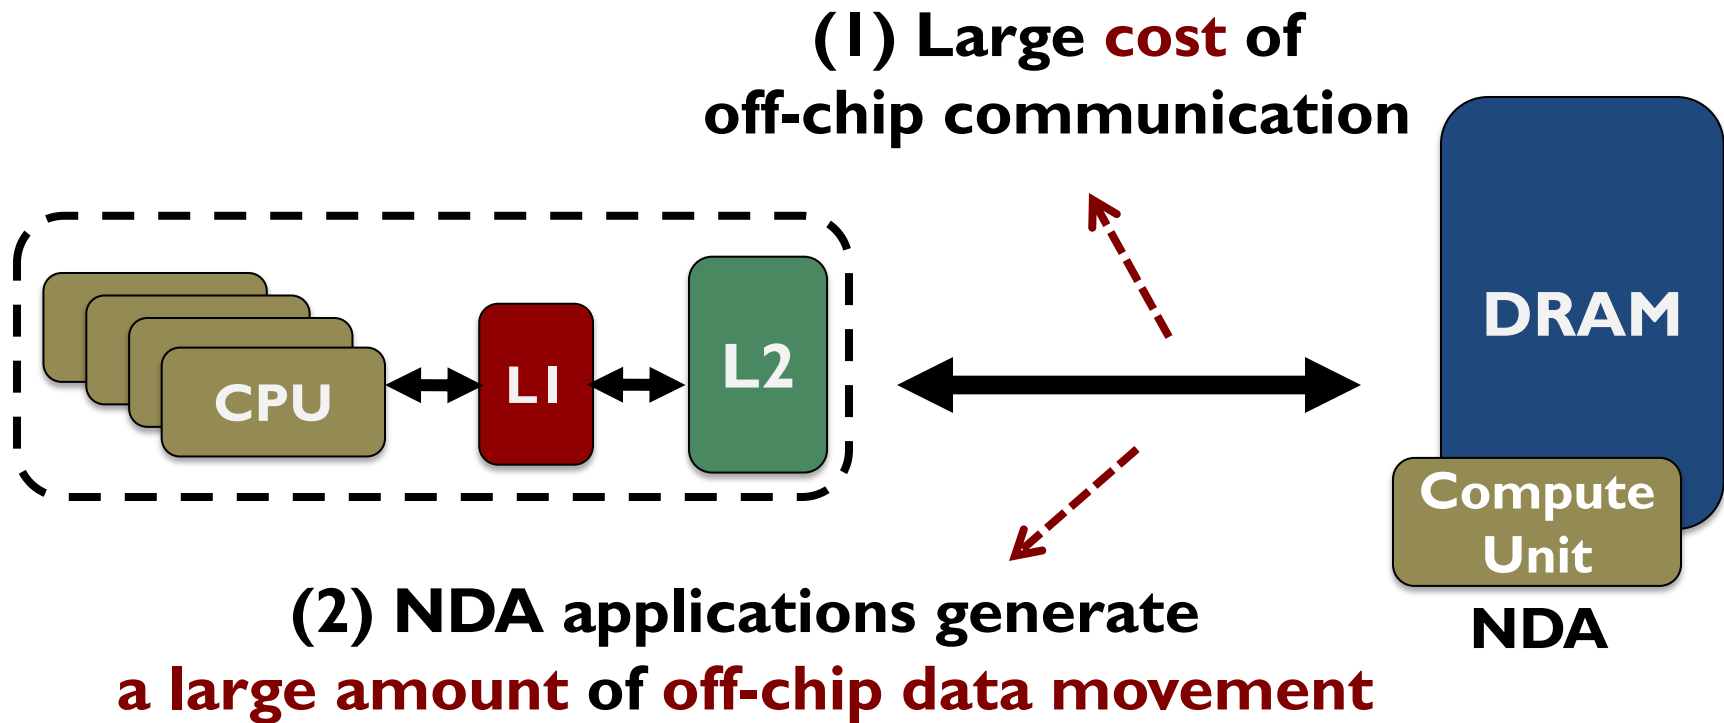 (1) Large cost of
off-chip communication
DRAM
CPU
L1
L2
Compute
Unit
NDA
(2) NDA applications generate
a large amount of off-chip data movement